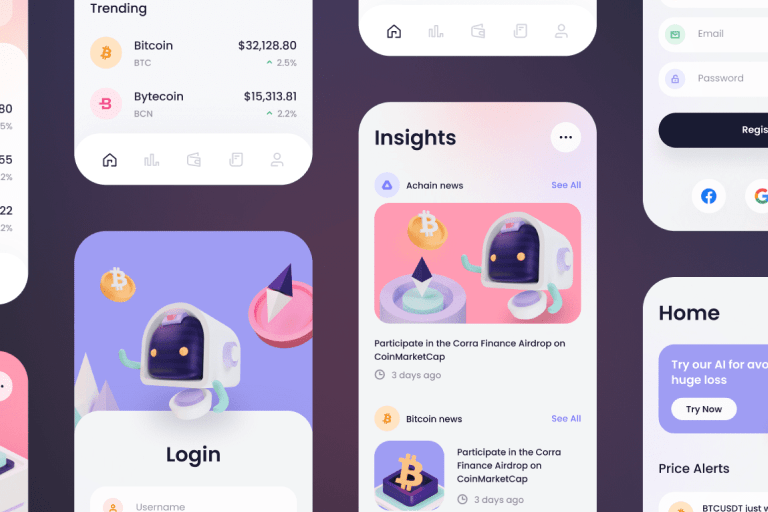 80
5%
55
2%
22
2%
Trending
Bitcoin
$32,128.80
BTC
2.5%
Bytecoin
$15,313.81
BCN
2.2%
Login
Username
Insights
Achain news
See All
Participate in the Corra Finance Airdrop on
CoinMarketCap
3 days ago
Bitcoin news
See All
Participate in the Corra
Finance Airdrop on
CoinMarketCap
3 days ago
Email
Password
Regis
Home
Try our AI for avo
huge loss
Try Now
Price Alerts
BTCUSDT just w